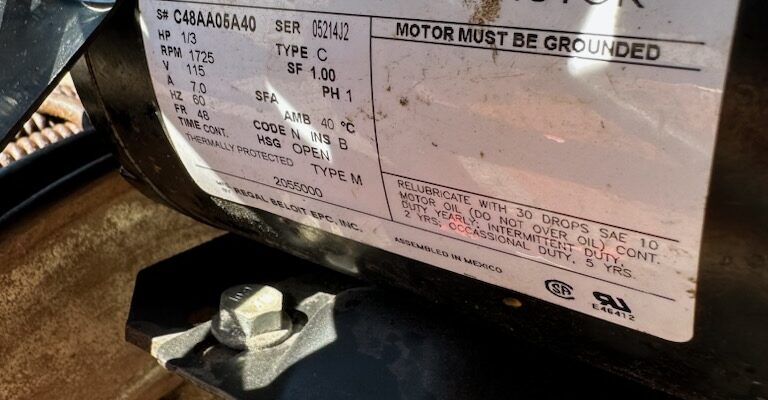 MOTOR
S# C48AA05A40 SER 05214J2
HP 1/3 TYPE C
RPM 1725 SF 1.00
V 115 PH 1
A 7.0
HZ 60 SFA AMB 40 °C
FR 48 CODE N INS B
TIME CONT. HSG OPEN
THERMALLY PROTECTED TYPE M
2055000
BY REGAL BELOIT EPC, INC.
MOTOR MUST BE GROUNDED
RELUBRICATE WITH 30 DROPS SAE 10
MOTOR OIL (DO NOT OVER OIL) CONT.
DUTY YEARLY; INTERMITTENT DUTY,
2 YRS; OCCASSIONAL DUTY, 5 YRS.
ASSEMBLED IN MEXICO
SA
E46412